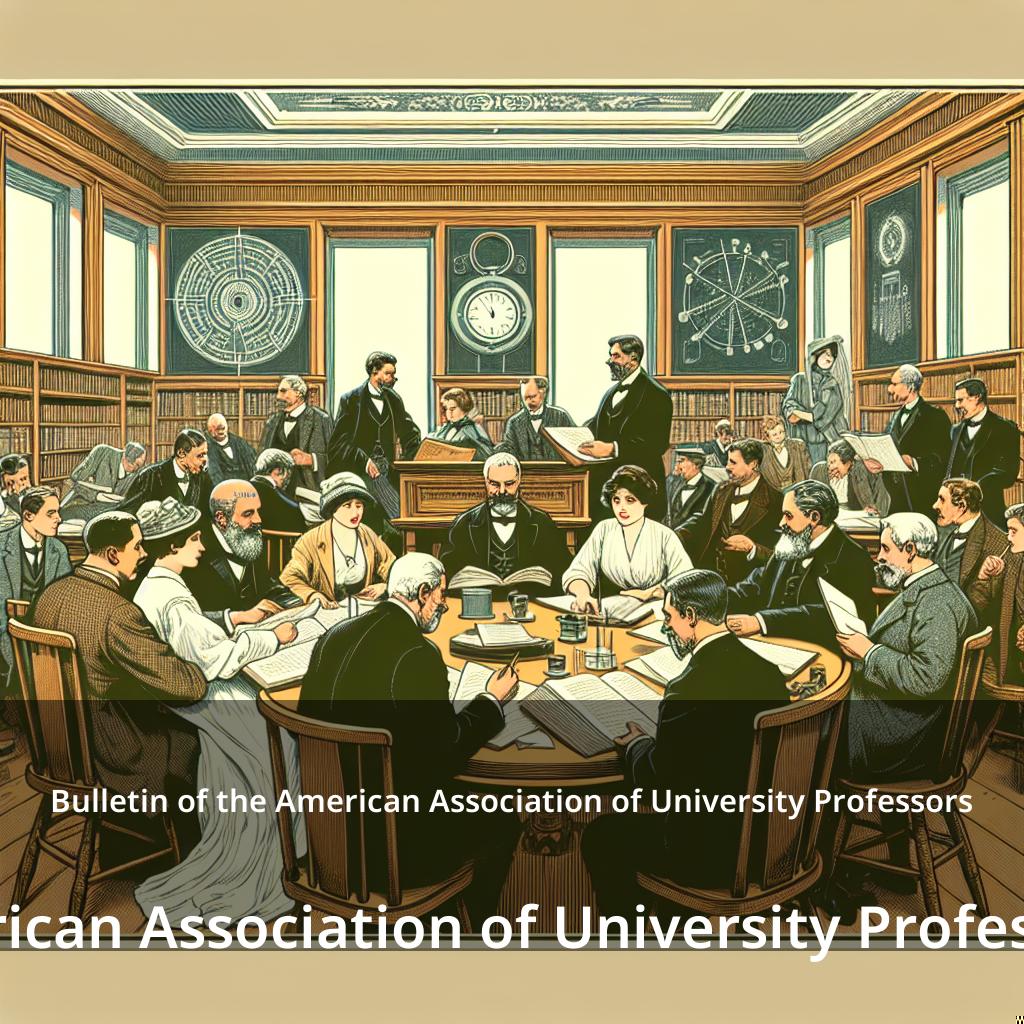 Bulletin of the American Association of University Professors
rican Association of University Profes